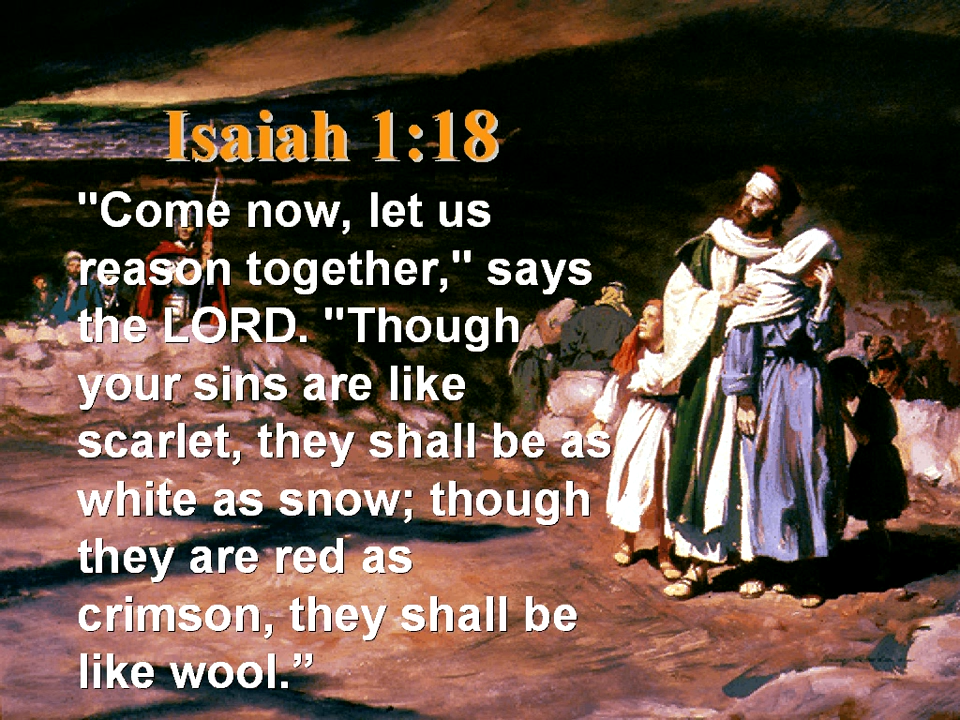 Isaiah 1:18
"Come now, let us
reason together," says
the LORD. "Though
your sins are like
scarlet, they shall be as
white as snow; though
they are red as
crimson, they shall be
like wool.”